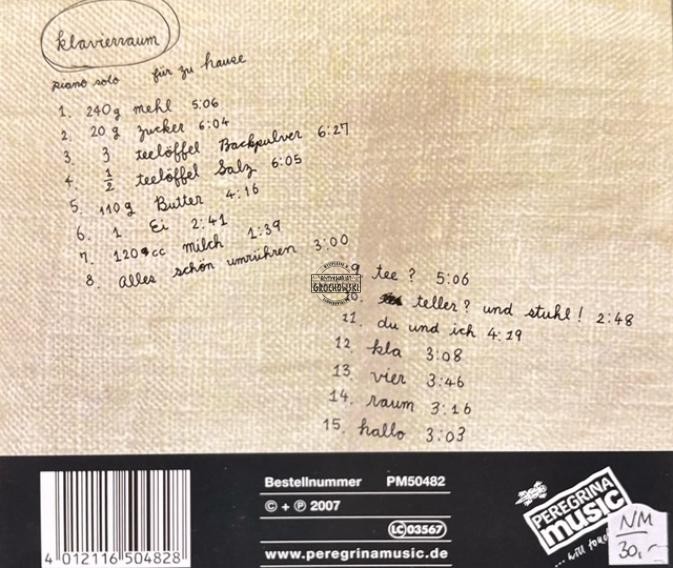 klavierraum
piano solo für zu hause
1. 240g mehl 5:06
2. 20g zucker 6:04
3. 3 teelöffel Backpulver 6:27
4. ½ teelöffel Salz 6:05
5. 110g Butter 4:16
6. 1 Ei 2:41
7. 120cc milch 1:39
8. alles schön umrühren 3:00
9 tee? 5:06
10. teller? und stuhl! 2:48
11. du und ich 4:19
12. kla 3:08
13 vier 3:46
14. raum 3:16
15. hallo 3:03
GROCHOWSKI
4 012116 504828
Bestellnummer PM50482
© + ℗ 2007
LC 03567
www.peregrinamusic.de
PEREGRINA
music
... will touch
NM
30,-